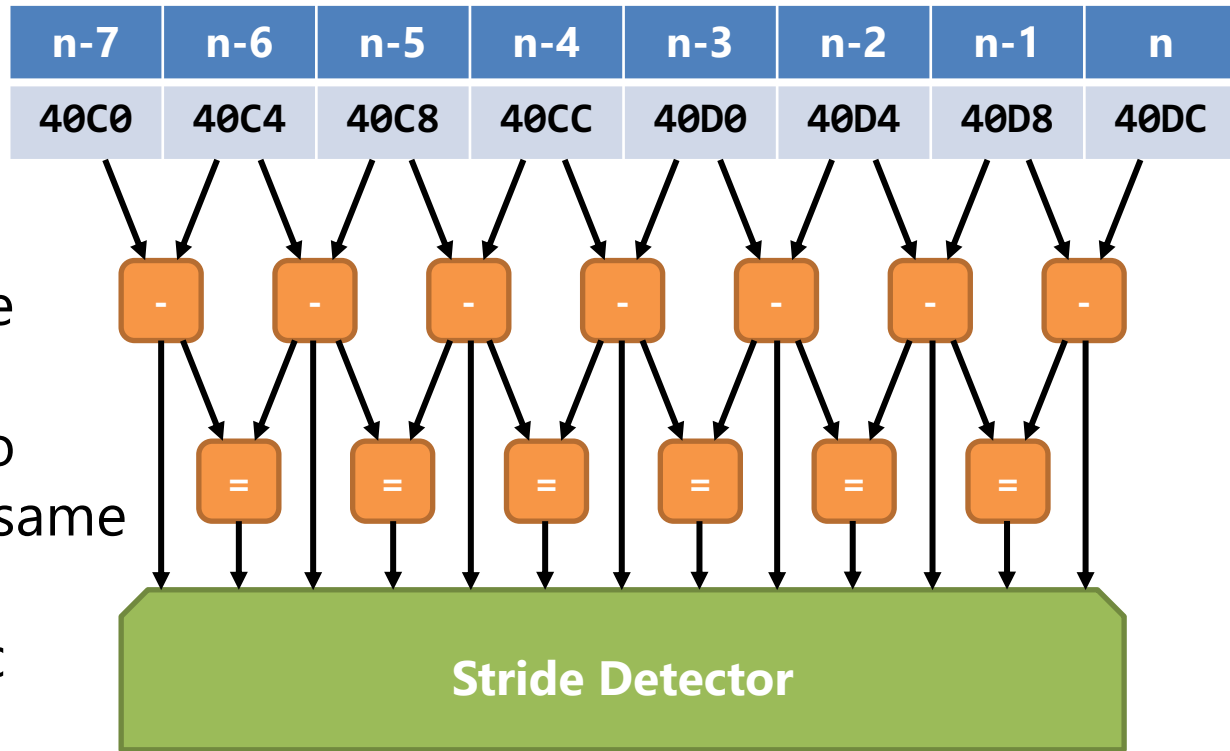 n-7 n-6 n-5 n-4 n-3 n-2 n-1 n
40C0 40C4 40C8 40CC 40D0 40D4 40D8 40DC
- - - - - - -
= = = = = =
same
Stride Detector